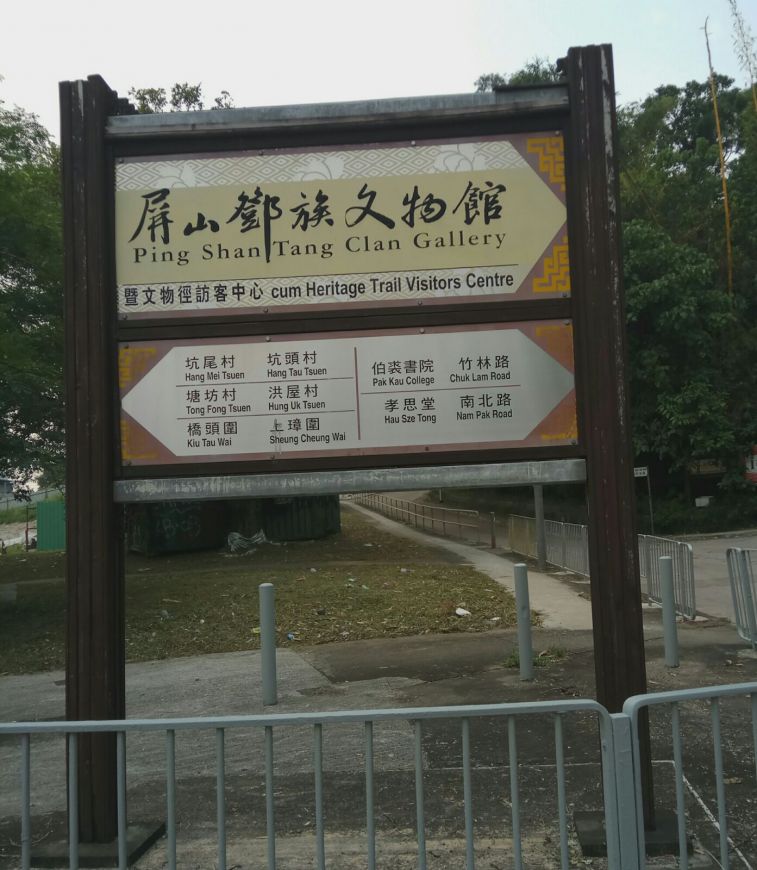 屏山鄧族文物館
Ping Shan Tang Clan Gallery
暨文物徑訪客中心 cum Heritage Trail Visitors Centre
坑尾村 坑頭村
Hang Mei Tsuen Hang Tau Tsuen
塘坊村 洪屋村
Tong Fong Tsuen Hung Uk Tsuen
橋頭圍 上璋圍
Kiu Tau Wai Sheung Cheung Wai
伯裘書院 竹林路
Pak Kau College Chuk Lam Road
孝思堂 南北路
Hau Sze Tong Nam Pak Road